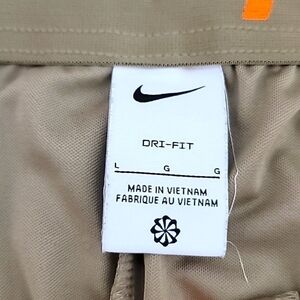 DRI-FIT
L G G
MADE IN VIETNAM
FABRIQUE AU VIETNAM